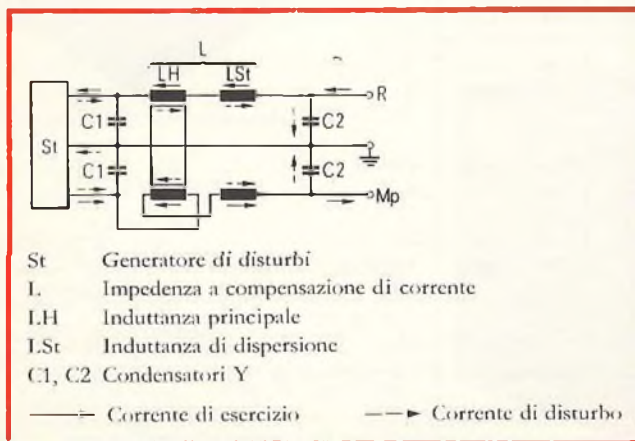 L
LH LSt
R
C1 C2
St
C1 C2
Mp
St Generatore di disturbi
L Impedenza a compensazione di corrente
LH Induttanza principale
LSt Induttanza di dispersione
C1, C2 Condensatori Y
Corrente di esercizio Corrente di disturbo